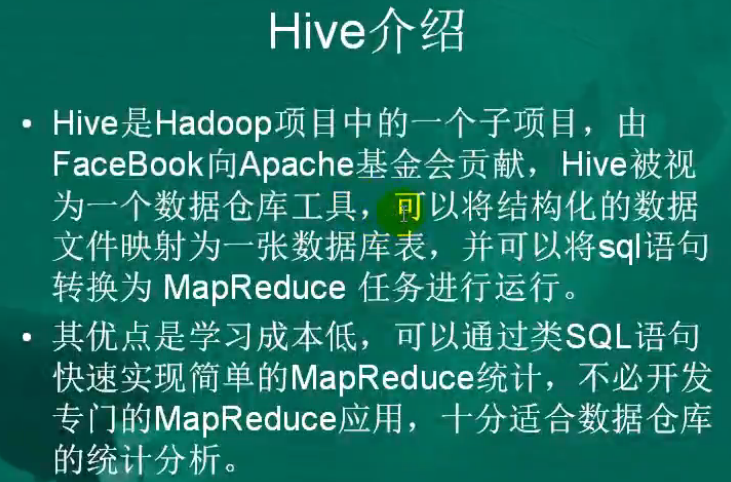 Hive介绍
• Hive是Hadoop项目中的一个子项目，由
FaceBook向Apache基金会贡献，Hive被视
为一个数据仓库工具，可以将结构化的数据
文件映射为一张数据库表，并可以将sql语句
转换为 MapReduce 任务进行运行。
• 其优点是学习成本低，可以通过类SQL语句
快速实现简单的MapReduce统计，不必开发
专门的MapReduce应用，十分适合数据仓库
的统计分析。